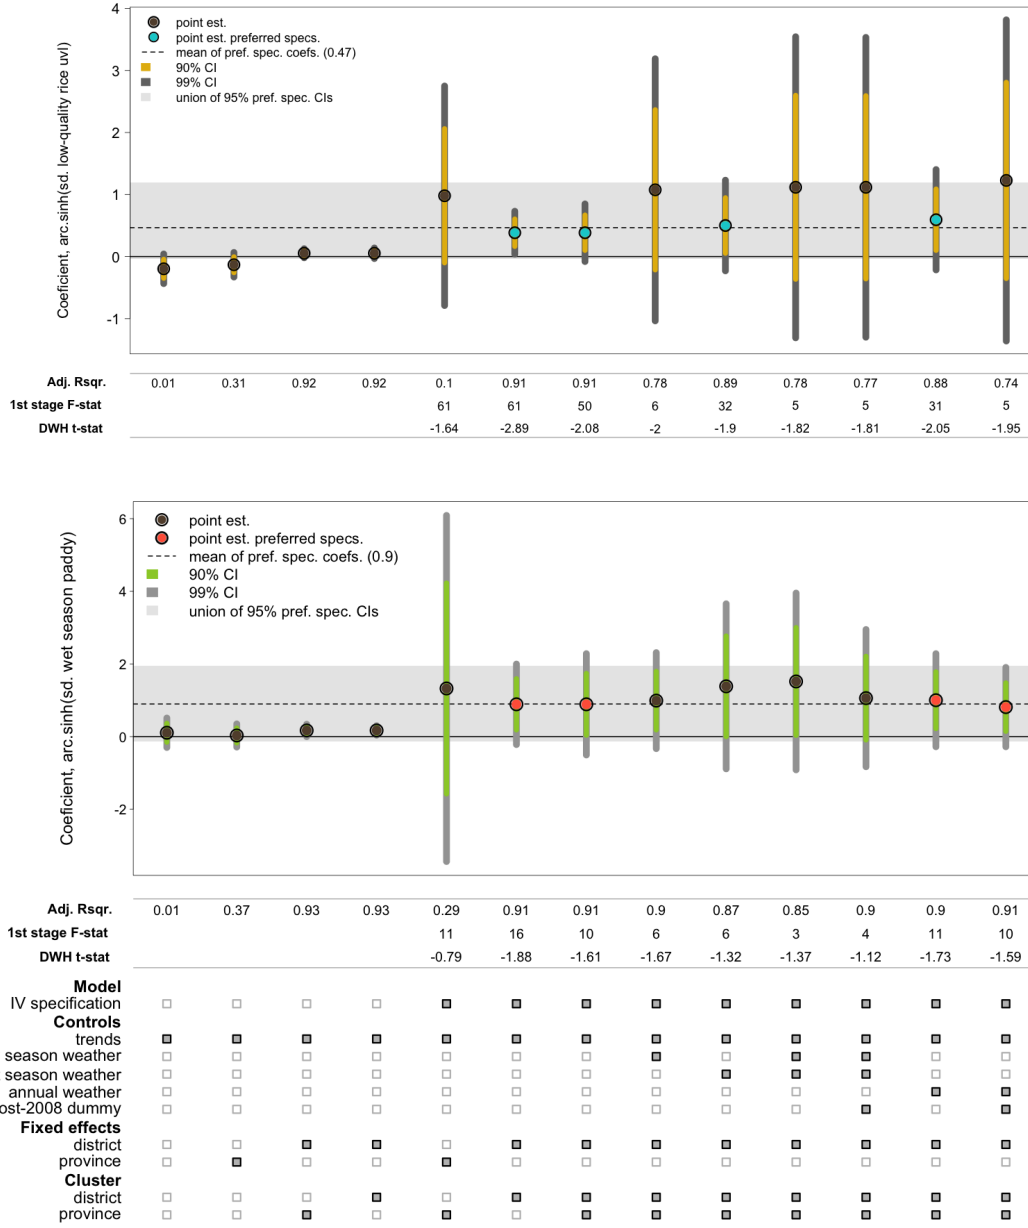 4
3
2
1
0
-1
Coeficient, arc.sinh(sd. low-quality rice uvl)
point est.
point est. preferred specs.
mean of pref. spec. coefs. (0.47)
90% CI
99% CI
union of 95% pref. spec. CIs
Adj. Rsqr. 0.01 0.31 0.92 0.92 0.1 0.91 0.91 0.78 0.89 0.78 0.77 0.88 0.74
1st stage F-stat 61 61 50 6 32 5 5 31 5
DWH t-stat -1.64 -2.89 -2.08 -2 -1.9 -1.82 -1.81 -2.05 -1.95
6
4
2
0
-2
Coeficient, arc.sinh(sd. wet season paddy)
point est.
point est. preferred specs.
mean of pref. spec. coefs. (0.9)
90% CI
99% CI
union of 95% pref. spec. CIs
Adj. Rsqr. 0.01 0.37 0.93 0.93 0.29 0.91 0.91 0.9 0.87 0.85 0.9 0.9 0.91
1st stage F-stat 11 16 10 6 6 3 4 11 10
DWH t-stat -0.79 -1.88 -1.61 -1.67 -1.32 -1.37 -1.12 -1.73 -1.59
Model
IV specification
Controls
trends
season weather
season weather
annual weather
ost-2008 dummy
Fixed effects
district
province
Cluster
district
province